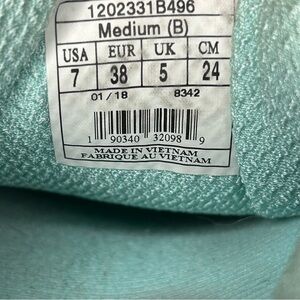 1202331B496
Medium (B)
USA EUR UK CM
7 38 5 24
01 / 18 8342
1 90340 32098 9
MADE IN VIETNAM
FABRIQUE AU VIETNAM